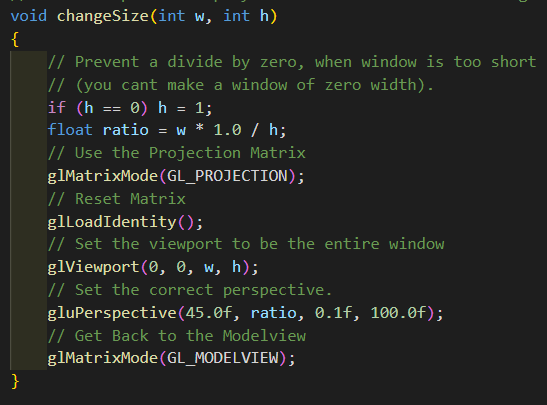 void changeSize(int w, int h)
{
    // Prevent a divide by zero, when window is too short
    // (you cant make a window of zero width).
    if (h == 0) h = 1;
    float ratio = w * 1.0 / h;
    // Use the Projection Matrix
    glMatrixMode(GL_PROJECTION);
    // Reset Matrix
    glLoadIdentity();
    // Set the viewport to be the entire window
    glViewport(0, 0, w, h);
    // Set the correct perspective.
    gluPerspective(45.0f, ratio, 0.1f, 100.0f);
    // Get Back to the Modelview
    glMatrixMode(GL_MODELVIEW);
}